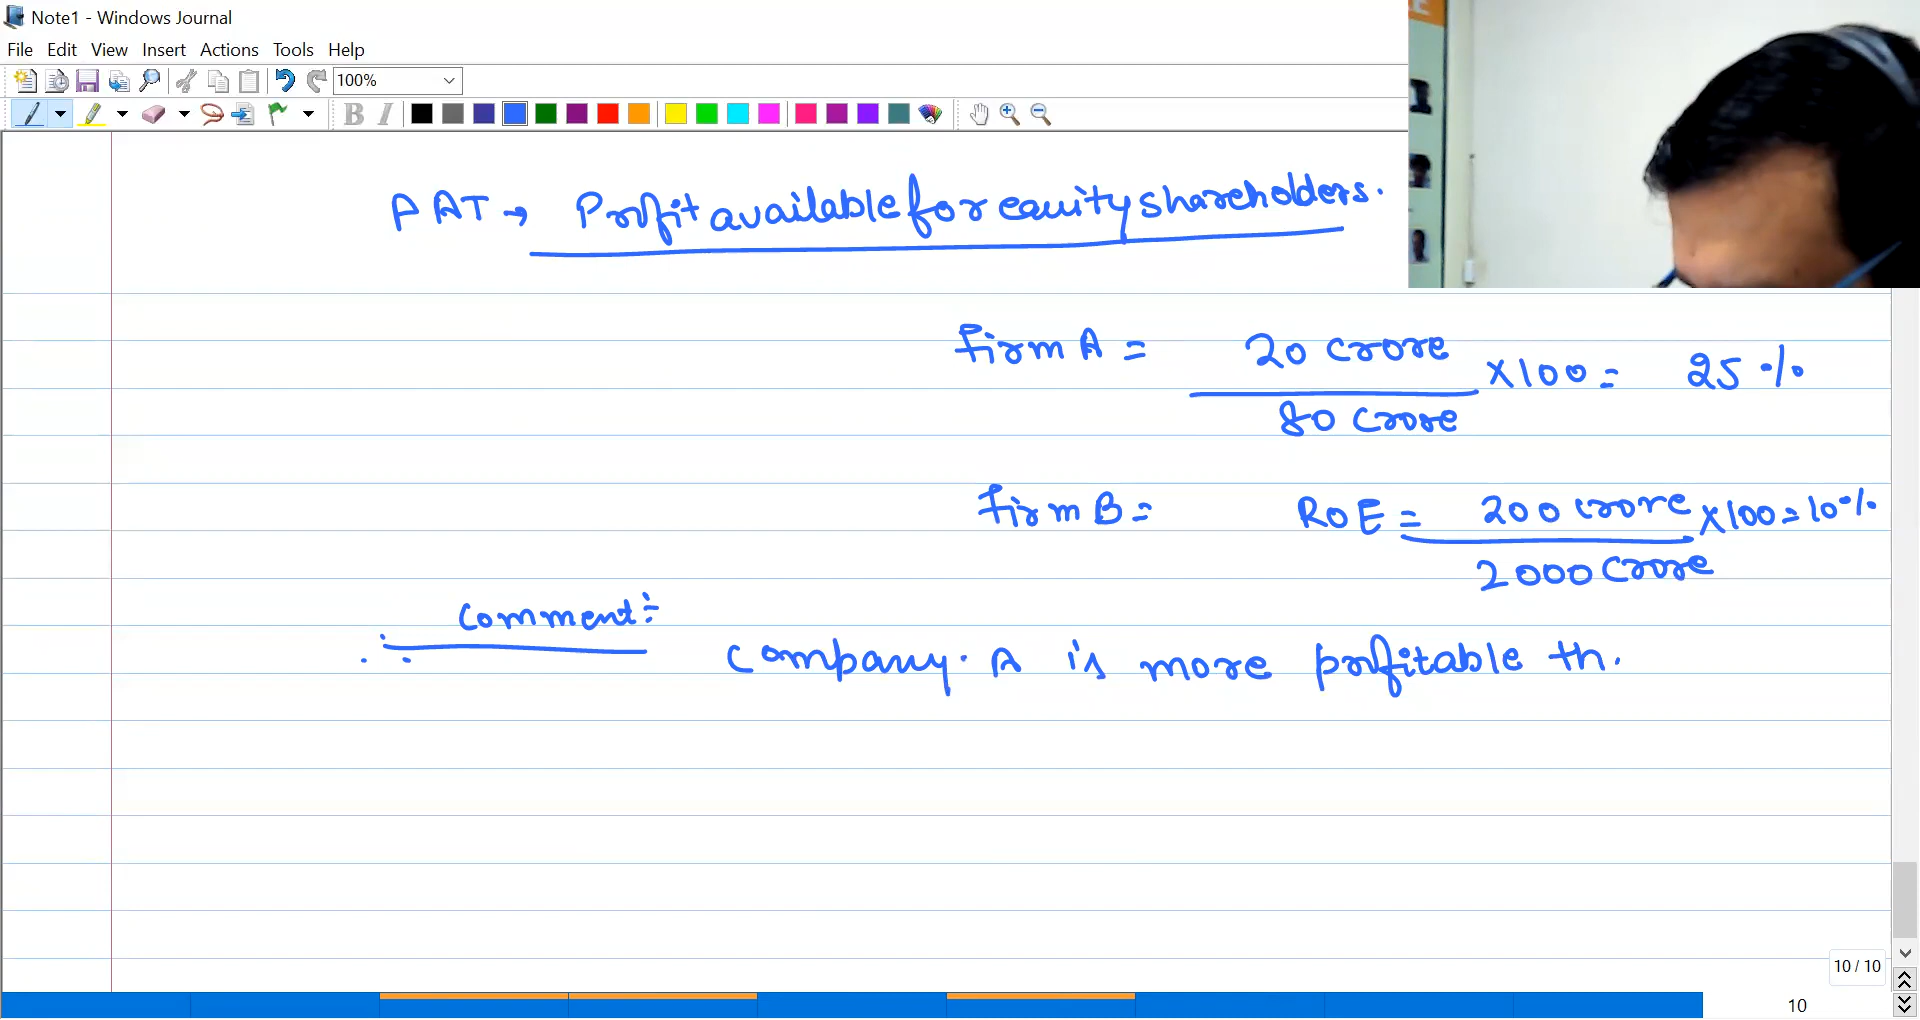 Note1 - Windows Journal
File Edit View Insert Actions Tools Help
100%
B I
PAT → Profit available for equity shareholders.
Firm A = 20 crore / 80 crore × 100 = 25 %
Firm B = ROE = 200 crore / 2000 crore × 100 = 10 %
Comment :-
∴ Company. A is more profitable th.
10 / 10
10